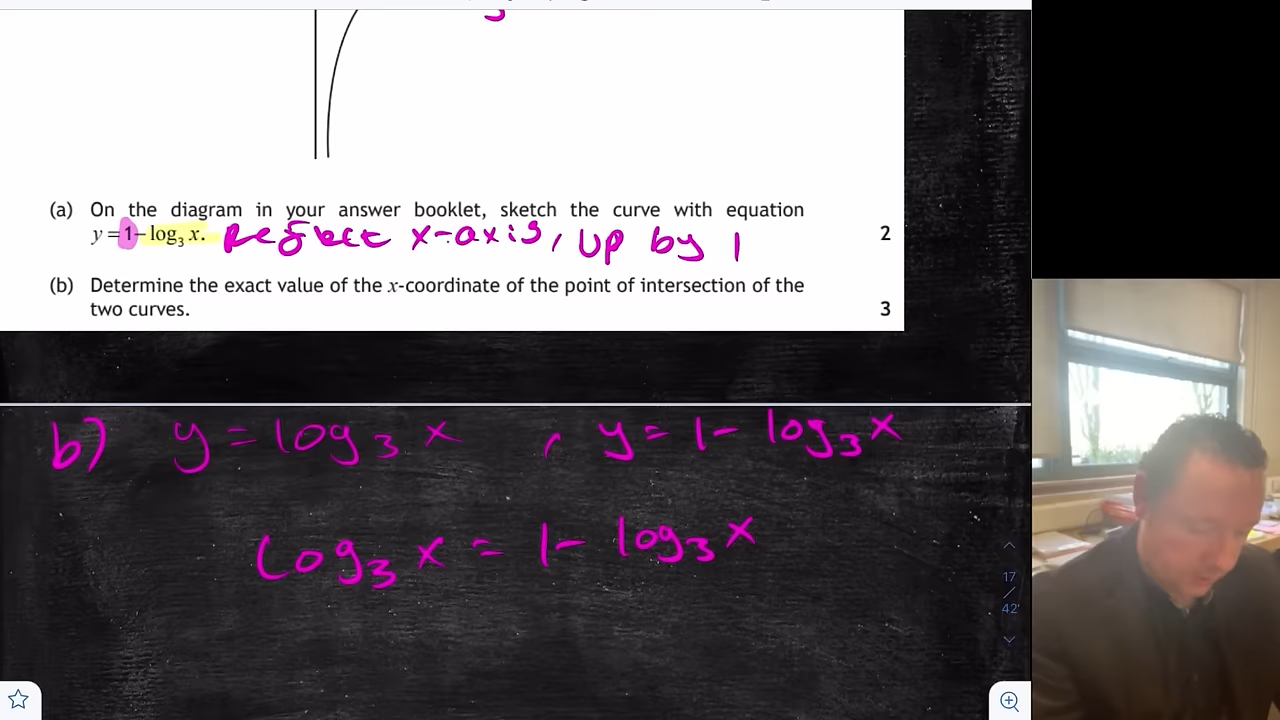 (a) On the diagram in your answer booklet, sketch the curve with equation
y = 1 − log₃ x. Reflect x-axis, up by 1 2
(b) Determine the exact value of the x-coordinate of the point of intersection of the
two curves. 3
b) y = log₃ x , y = 1 − log₃ x
log₃ x = 1 − log₃ x
17
/
42